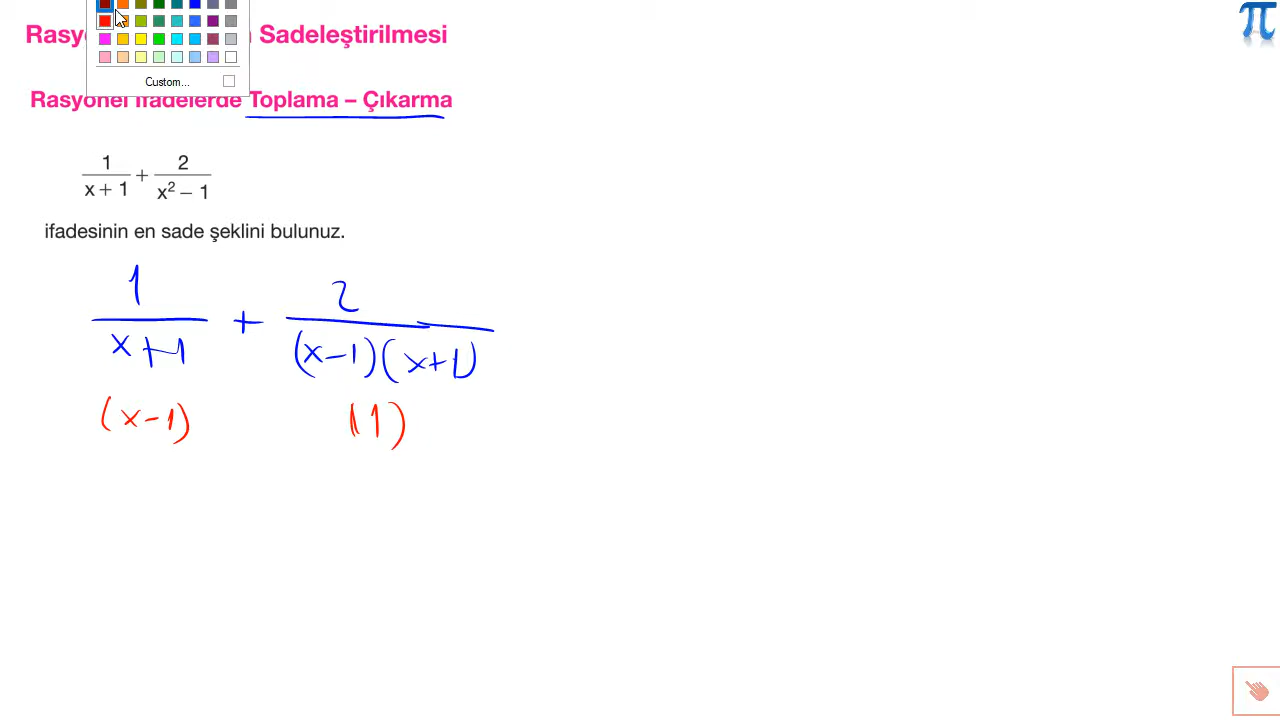 Rasy Sadeleştirilmesi
Custom...
Rasyonel İfadelerde Toplama – Çıkarma
1/(x + 1) + 2/(x² − 1)
ifadesinin en sade şeklini bulunuz.
1/(x+1) + 2/((x−1)(x+1))
(x−1) (1)
π